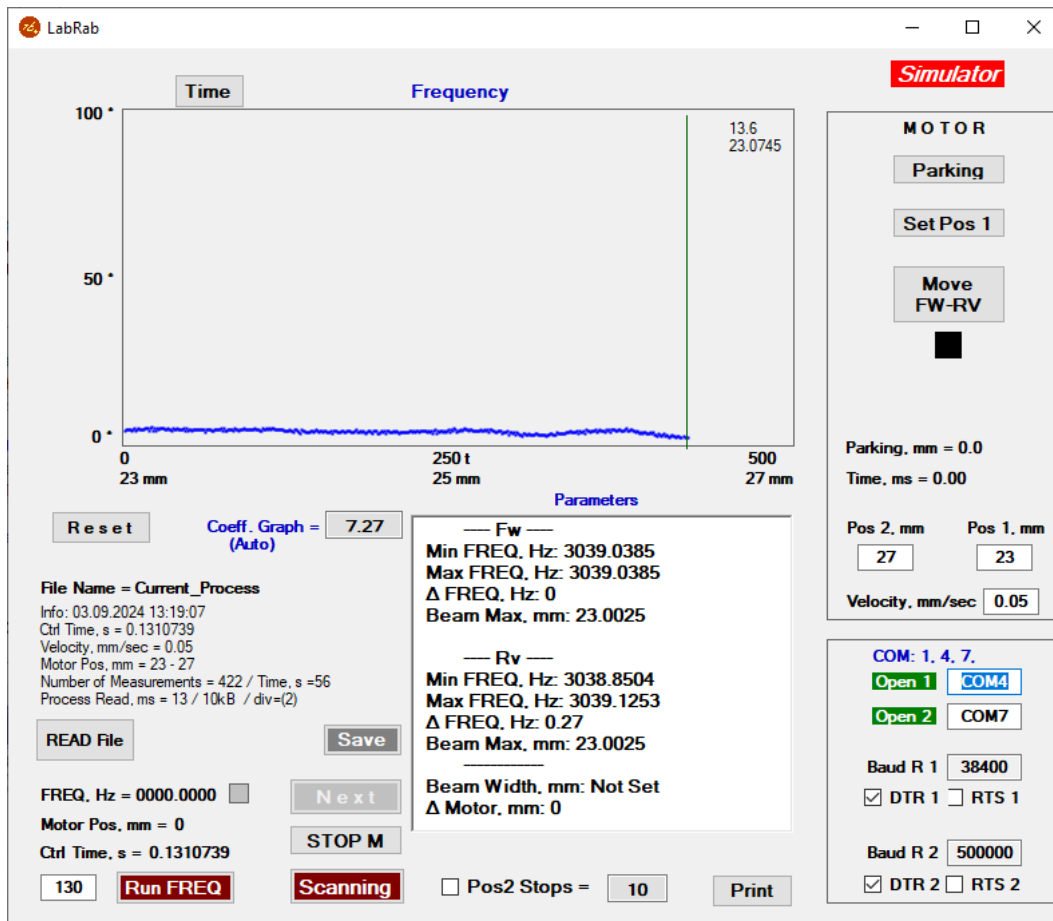 LabRab
Simulator
Time
Frequency
100 *
50 *
0 *
13.6
23.0745
0
250 t
500
23 mm
25 mm
27 mm
M O T O R
Parking
Set Pos 1
Move
FW-RV
Parking, mm = 0.0
Time, ms = 0.00
Pos 2, mm
Pos 1, mm
27
23
Velocity, mm/sec
0.05
Reset
Coeff. Graph =
(Auto)
7.27
Parameters
---- Fw ----
Min FREQ, Hz: 3039.0385
Max FREQ, Hz: 3039.0385
Δ FREQ, Hz: 0
Beam Max, mm: 23.0025
---- Rv ----
Min FREQ, Hz: 3038.8504
Max FREQ, Hz: 3039.1253
Δ FREQ, Hz: 0.27
Beam Max, mm: 23.0025
------------
Beam Width, mm: Not Set
Δ Motor, mm: 0
File Name = Current_Process
Info: 03.09.2024 13:19:07
Ctrl Time, s = 0.1310739
Velocity, mm/sec = 0.05
Motor Pos, mm = 23 - 27
Number of Measurements = 422 / Time, s =56
Process Read, ms = 13 / 10kB / div=(2)
READ File
Save
FREQ, Hz = 0000.0000
Next
Motor Pos, mm = 0
STOP M
Ctrl Time, s = 0.1310739
130
Run FREQ
Scanning
Pos2 Stops =
10
Print
COM: 1, 4, 7,
Open 1
COM4
Open 2
COM7
Baud R 1
38400
DTR 1
RTS 1
Baud R 2
500000
DTR 2
RTS 2